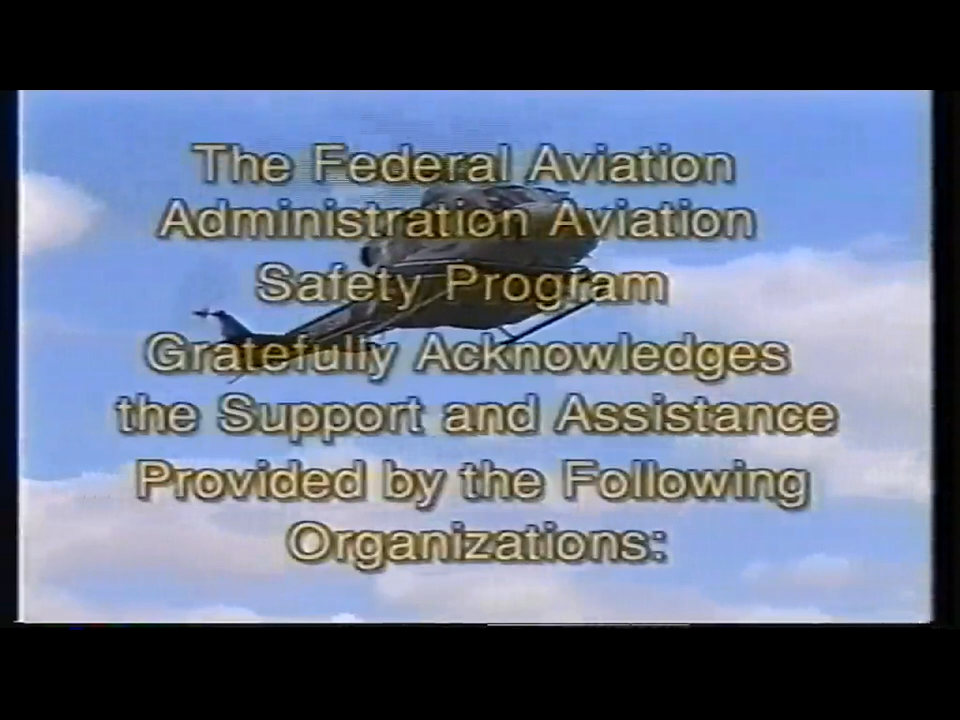 The Federal Aviation
Administration Aviation
Safety Program
Gratefully Acknowledges
the Support and Assistance
Provided by the Following
Organizations: